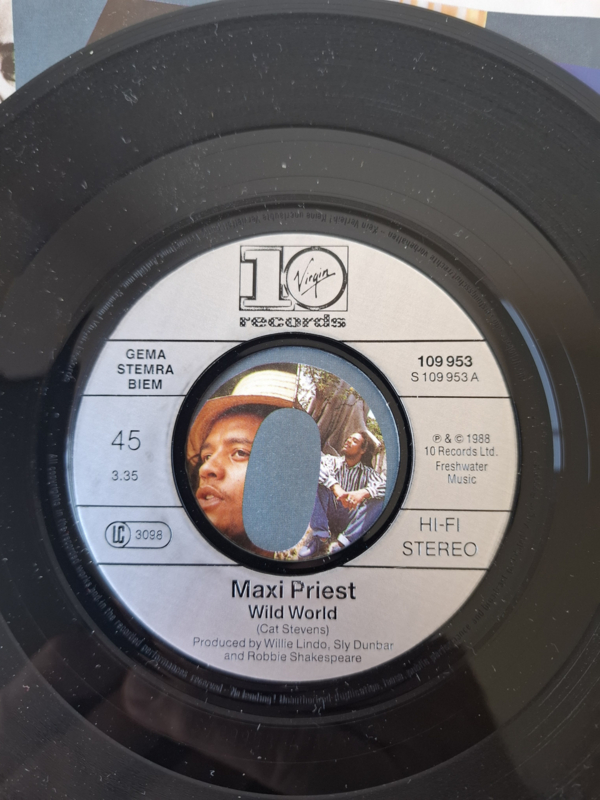 10
Virgin
records
GEMA
STEMRA
BIEM
109 953
S 109 953 A
45
3.35
℗ & © 1988
10 Records Ltd.
Freshwater
Music
LC 3098
HI-FI
STEREO
Maxi Priest
Wild World
(Cat Stevens)
Produced by Willie Lindo, Sly Dunbar
and Robbie Shakespeare